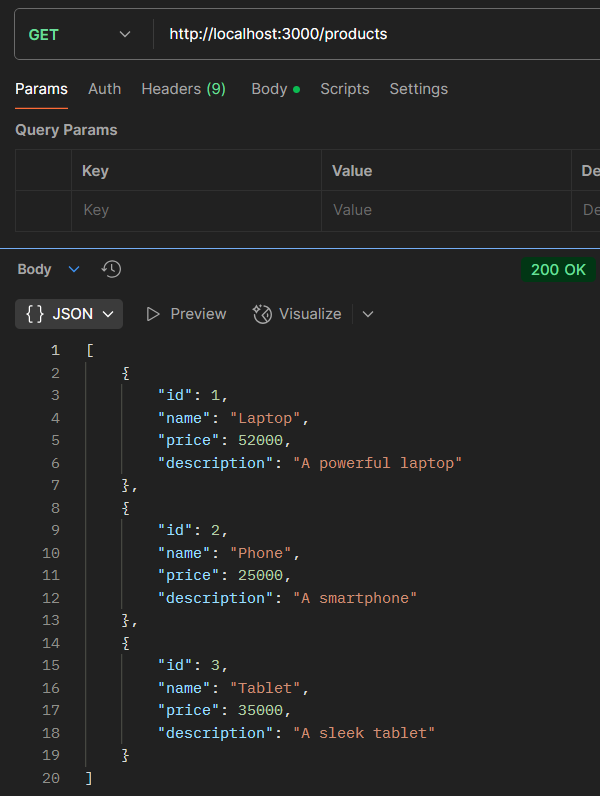 GET http://localhost:3000/products
Params Auth Headers (9) Body Scripts Settings
Query Params
Key Value De
Key Value De
Body 200 OK
{ } JSON Preview Visualize
1 [
2 {
3 "id": 1,
4 "name": "Laptop",
5 "price": 52000,
6 "description": "A powerful laptop"
7 },
8 {
9 "id": 2,
10 "name": "Phone",
11 "price": 25000,
12 "description": "A smartphone"
13 },
14 {
15 "id": 3,
16 "name": "Tablet",
17 "price": 35000,
18 "description": "A sleek tablet"
19 }
20 ]